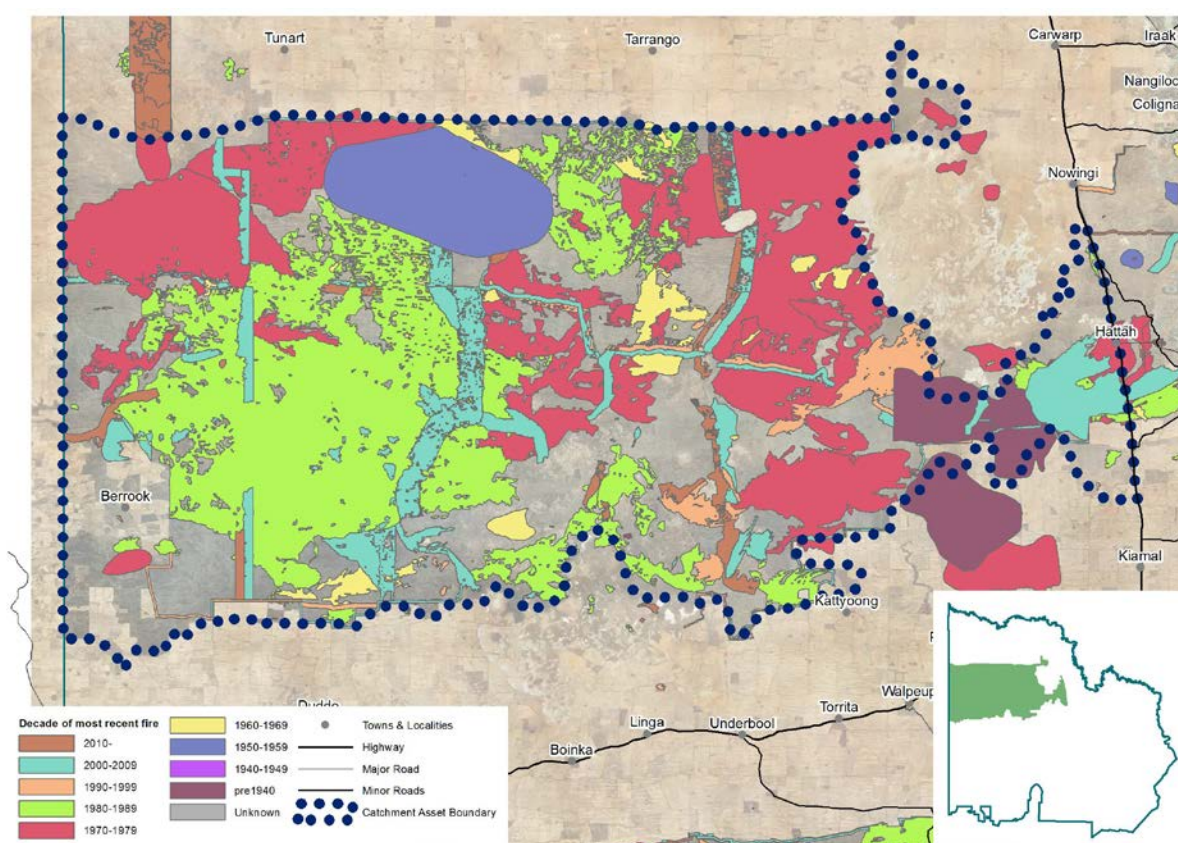 Tunart
Tarrango
Carwarp
Iraak
Nangiloc
Coligna
Nowingi
Hattah
Berrook
Kiamal
Kattyoong
Walpeup
Torrita
Underbool
Linga
Boinka
Decade of most recent fire
2010-
2000-2009
1990-1999
1980-1989
1970-1979
1960-1969
1950-1959
1940-1949
pre1940
Unknown
Towns & Localities
Highway
Major Road
Minor Roads
Catchment Asset Boundary